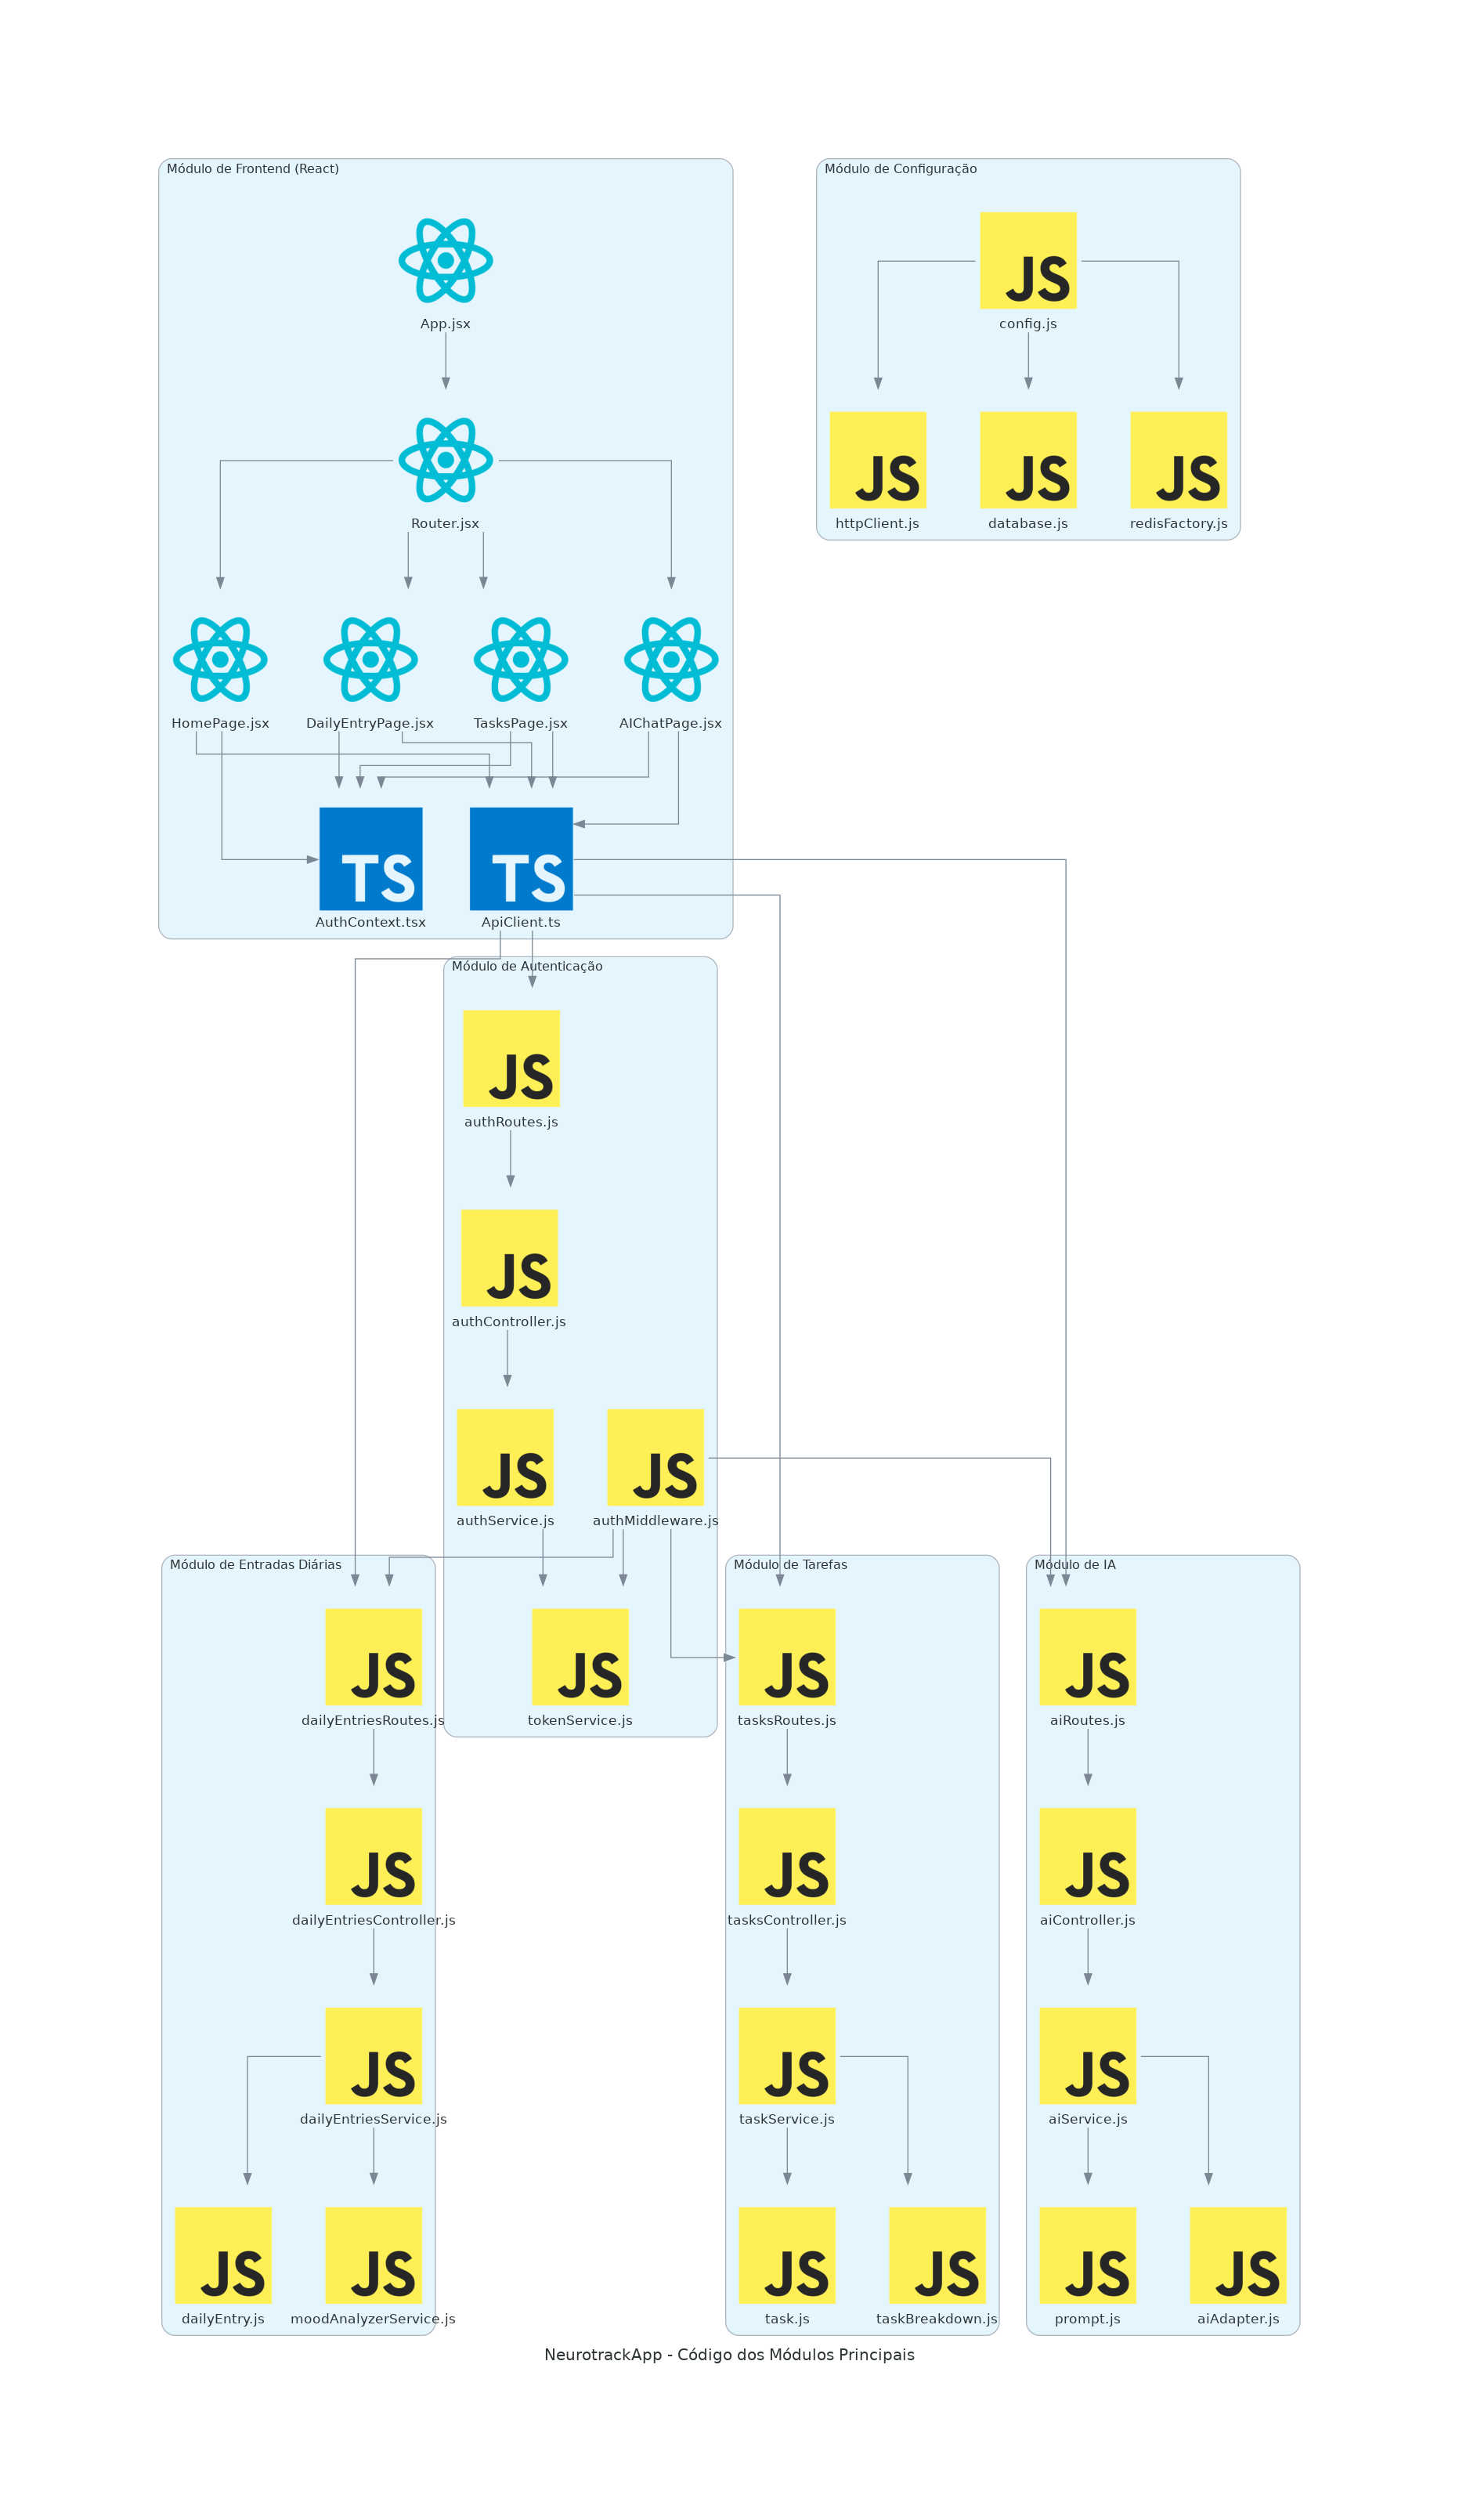 Módulo de Frontend (React)
App.jsx
Router.jsx
HomePage.jsx
DailyEntryPage.jsx
TasksPage.jsx
AIChatPage.jsx
TS
AuthContext.tsx
TS
ApiClient.ts
Módulo de Configuração
JS
config.js
JS
httpClient.js
JS
database.js
JS
redisFactory.js
Módulo de Autenticação
JS
authRoutes.js
JS
authController.js
JS
authService.js
JS
authMiddleware.js
JS
tokenService.js
Módulo de Entradas Diárias
JS
dailyEntriesRoutes.js
JS
dailyEntriesController.js
JS
dailyEntriesService.js
JS
dailyEntry.js
JS
moodAnalyzerService.js
Módulo de Tarefas
JS
tasksRoutes.js
JS
tasksController.js
JS
taskService.js
JS
task.js
JS
taskBreakdown.js
Módulo de IA
JS
aiRoutes.js
JS
aiController.js
JS
aiService.js
JS
prompt.js
JS
aiAdapter.js
NeurotrackApp - Código dos Módulos Principais